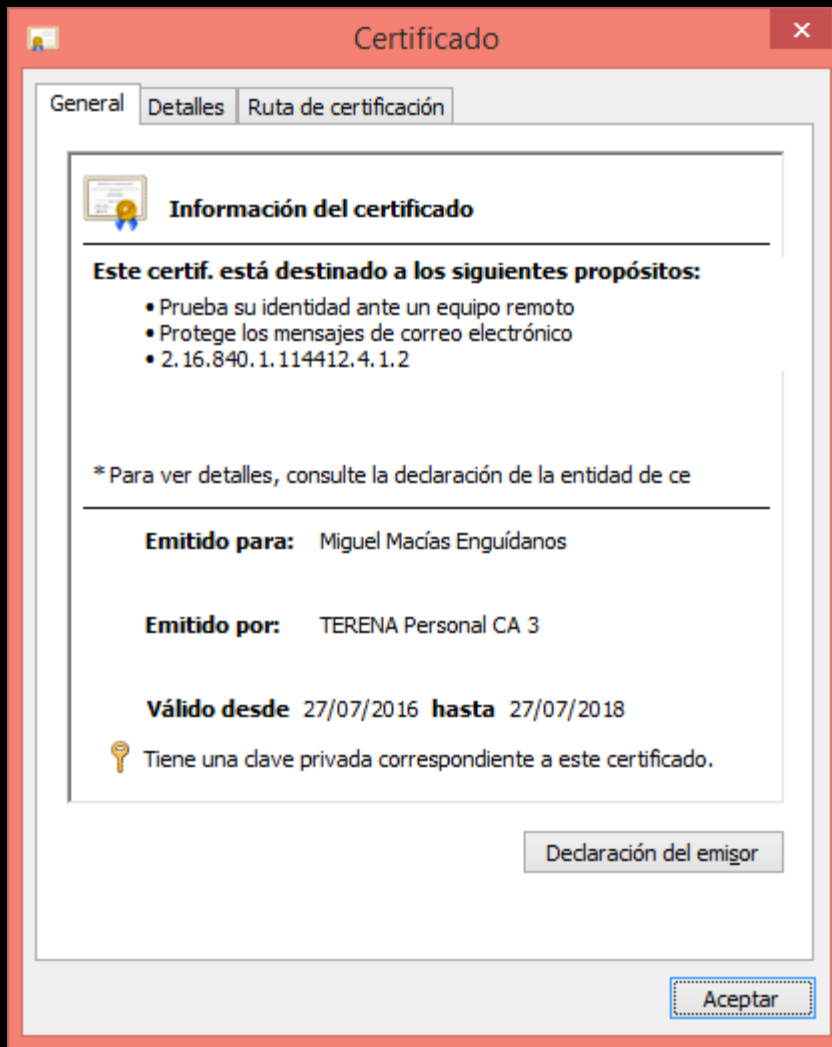 Certificado
General Detalles Ruta de certificación
Información del certificado
Este certif. está destinado a los siguientes propósitos:
• Prueba su identidad ante un equipo remoto
• Protege los mensajes de correo electrónico
• 2.16.840.1.114412.4.1.2
* Para ver detalles, consulte la declaración de la entidad de ce
Emitido para: Miguel Macías Enguídanos
Emitido por: TERENA Personal CA 3
Válido desde 27/07/2016 hasta 27/07/2018
Tiene una clave privada correspondiente a este certificado.
Declaración del emisor
Aceptar